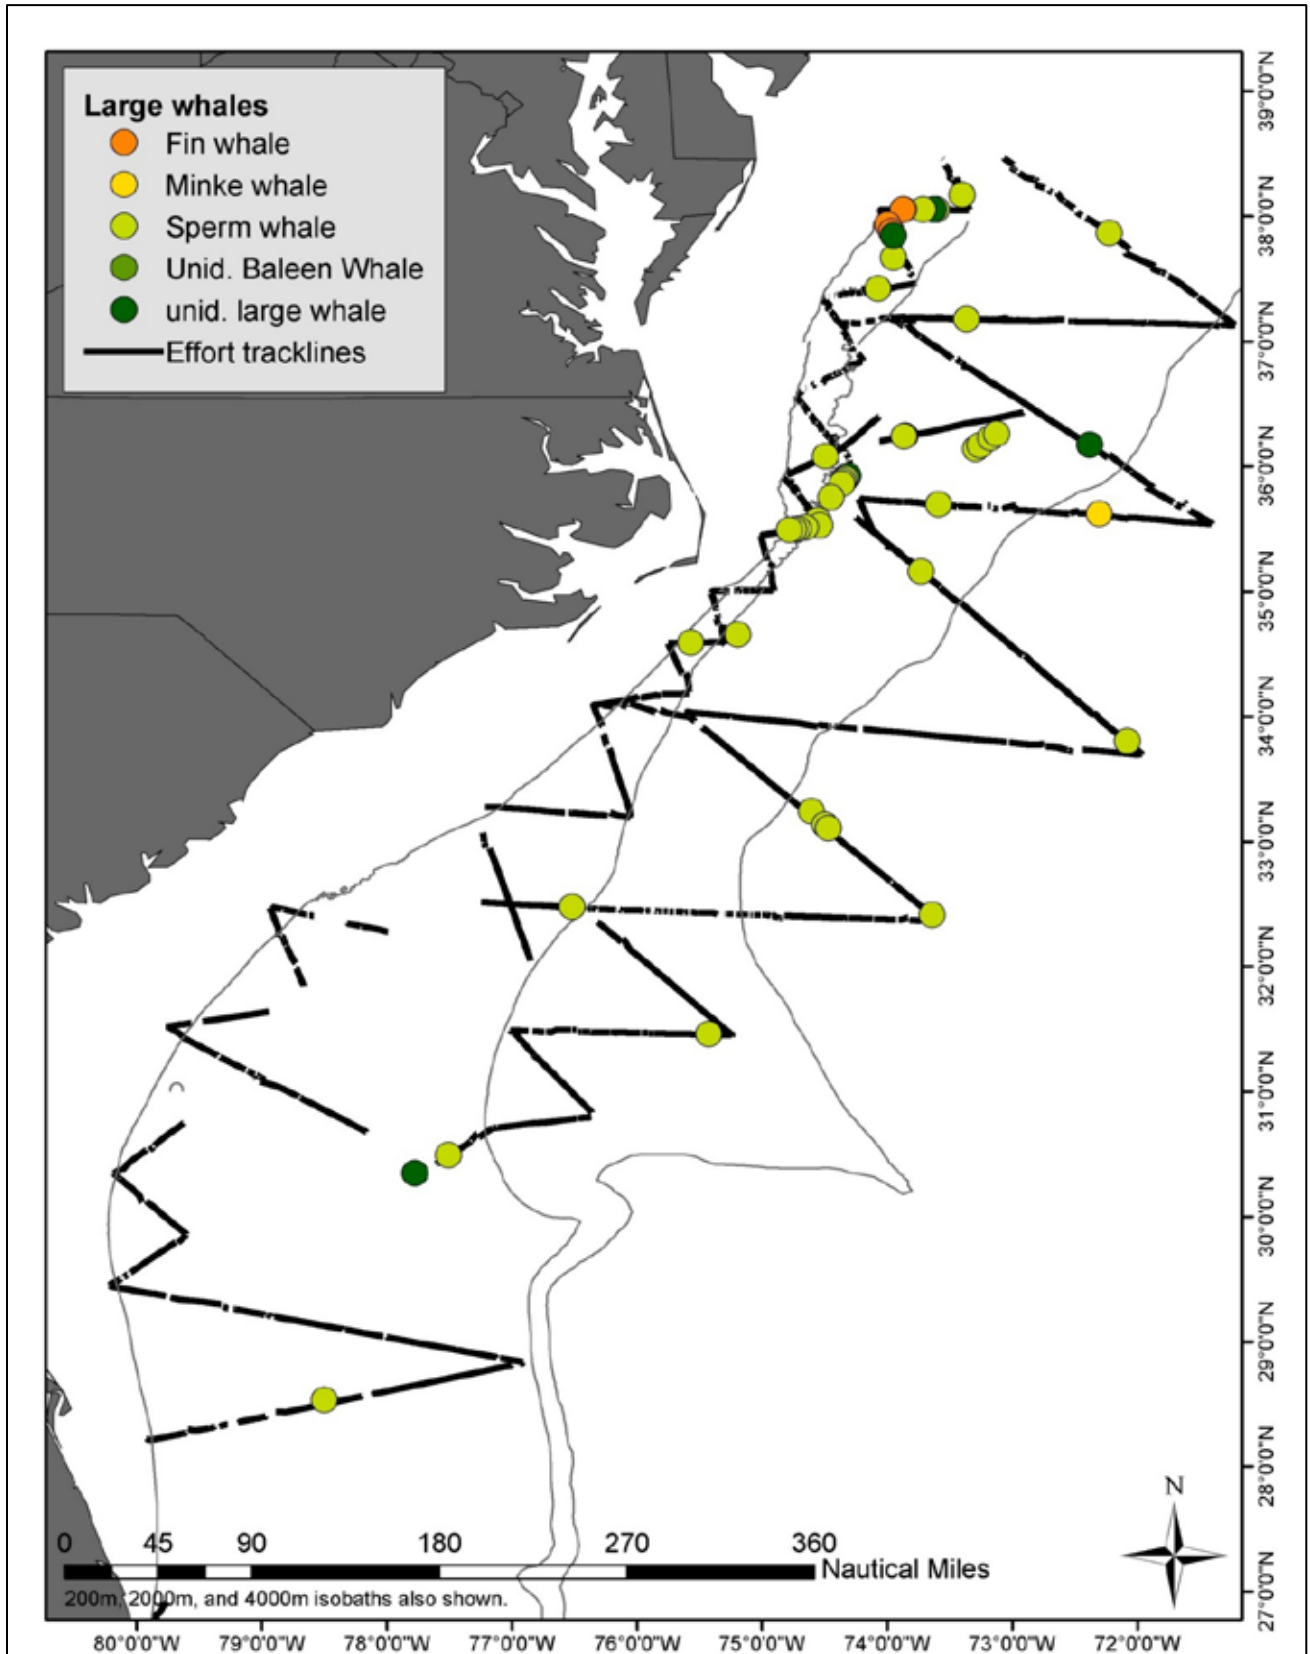 Large whales
Fin whale
Minke whale
Sperm whale
Unid. Baleen Whale
unid. large whale
Effort tracklines
39°0'0"N
38°0'0"N
37°0'0"N
36°0'0"N
35°0'0"N
34°0'0"N
33°0'0"N
32°0'0"N
31°0'0"N
30°0'0"N
29°0'0"N
28°0'0"N
27°0'0"N
N
0 45 90 180 270 360
Nautical Miles
200m, 2000m, and 4000m isobaths also shown.
80°0'0"W 79°0'0"W 78°0'0"W 77°0'0"W 76°0'0"W 75°0'0"W 74°0'0"W 73°0'0"W 72°0'0"W